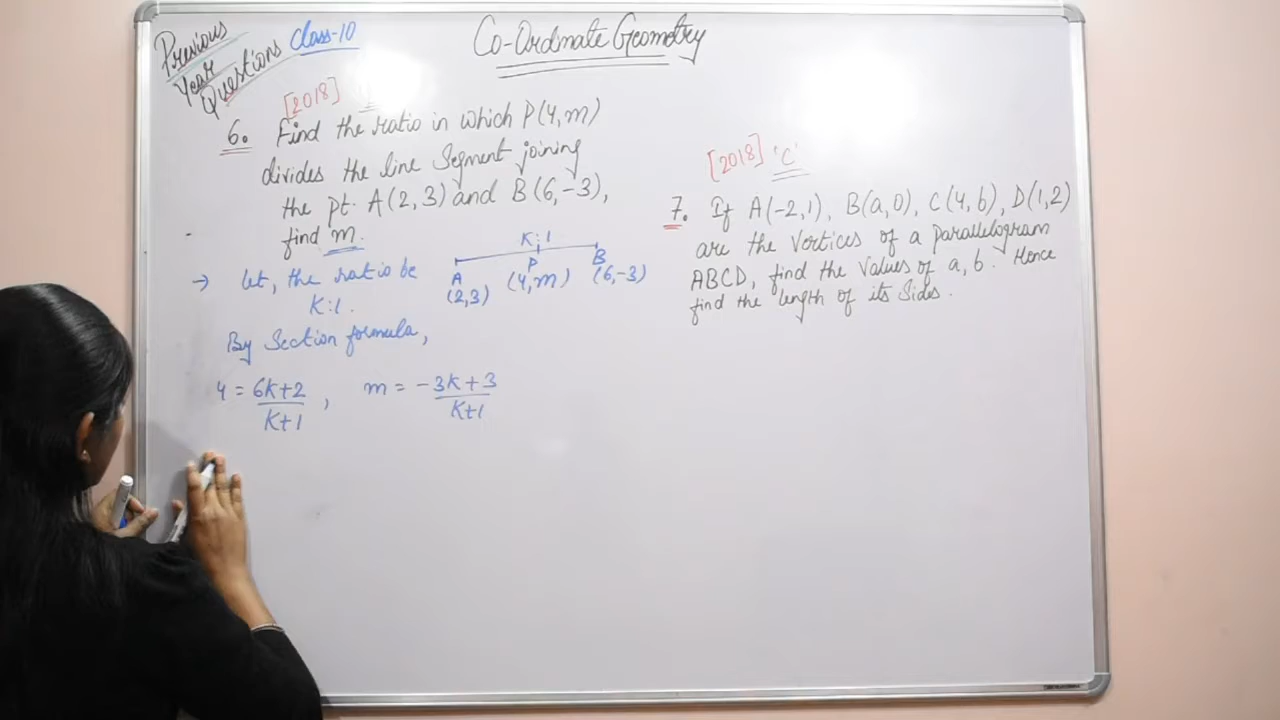 Previous
Year
Questions
Class-10
Co-Ordinate Geometry
[2018]
6. Find the ratio in which P(4,m)
divides the line Segment joining
the pt. A(2,3) and B(6,-3),
find m.
→ let, the ratio be
K:1.
K:1
A P B
(2,3) (4,m) (6,-3)
By Section formula,
4 = 6K+2/K+1 , m = -3K+3/K+1
[2018] 'C'
7. If A(-2,1), B(a,0), C(4,b), D(1,2)
are the Vertices of a parallelogram
ABCD, find the Values of a, b. Hence
find the length of its Sides.